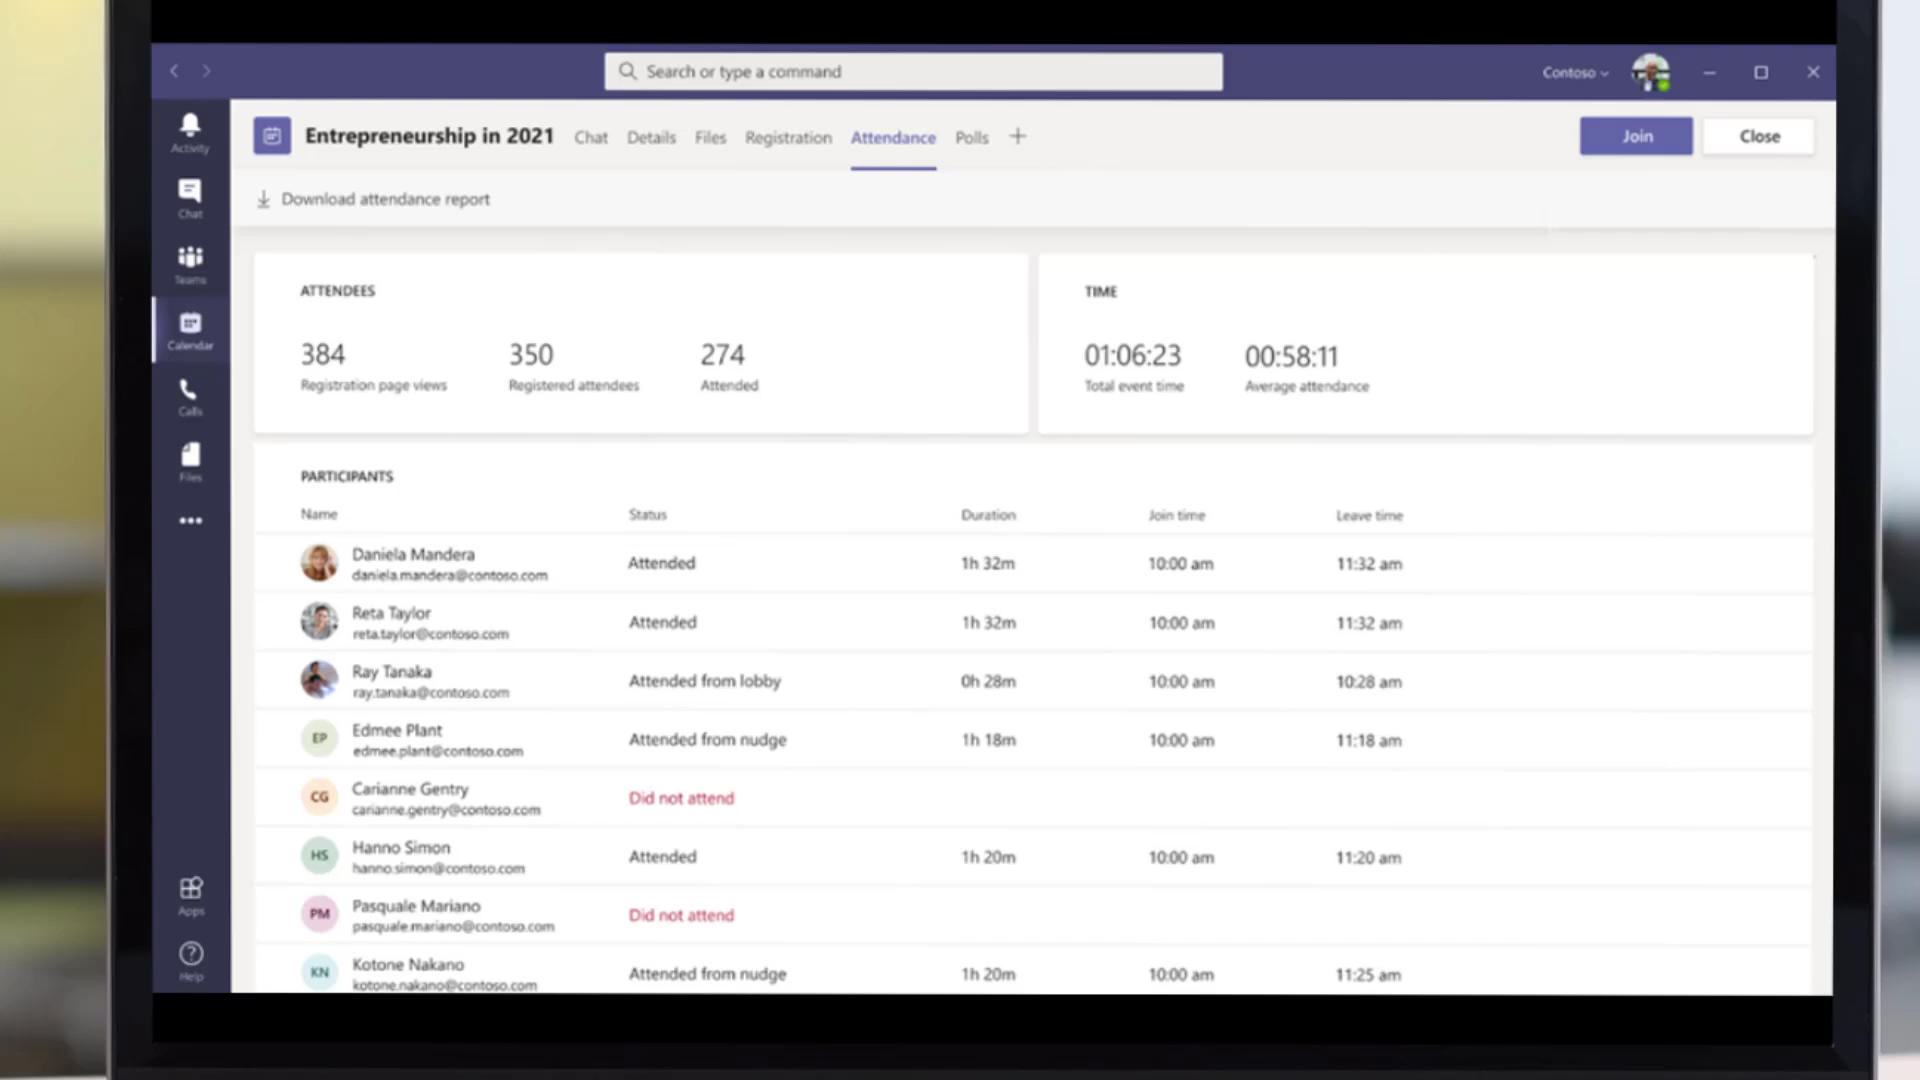 Search or type a command
Contoso
Activity
Chat
Teams
Calendar
Calls
Files
Apps
Help
Entrepreneurship in 2021 Chat Details Files Registration Attendance Polls
Join Close
Download attendance report
ATTENDEES
384 350 274
Registration page views Registered attendees Attended
TIME
01:06:23 00:58:11
Total event time Average attendance
PARTICIPANTS
Name Status Duration Join time Leave time
Daniela Mandera Attended 1h 32m 10:00 am 11:32 am
daniela.mandera@contoso.com
Reta Taylor Attended 1h 32m 10:00 am 11:32 am
reta.taylor@contoso.com
Ray Tanaka Attended from lobby 0h 28m 10:00 am 10:28 am
ray.tanaka@contoso.com
EP Edmee Plant Attended from nudge 1h 18m 10:00 am 11:18 am
edmee.plant@contoso.com
CG Carianne Gentry Did not attend
carianne.gentry@contoso.com
HS Hanno Simon Attended 1h 20m 10:00 am 11:20 am
hanno.simon@contoso.com
PM Pasquale Mariano Did not attend
pasquale.mariano@contoso.com
KN Kotone Nakano Attended from nudge 1h 20m 10:00 am 11:25 am
kotone.nakano@contoso.com